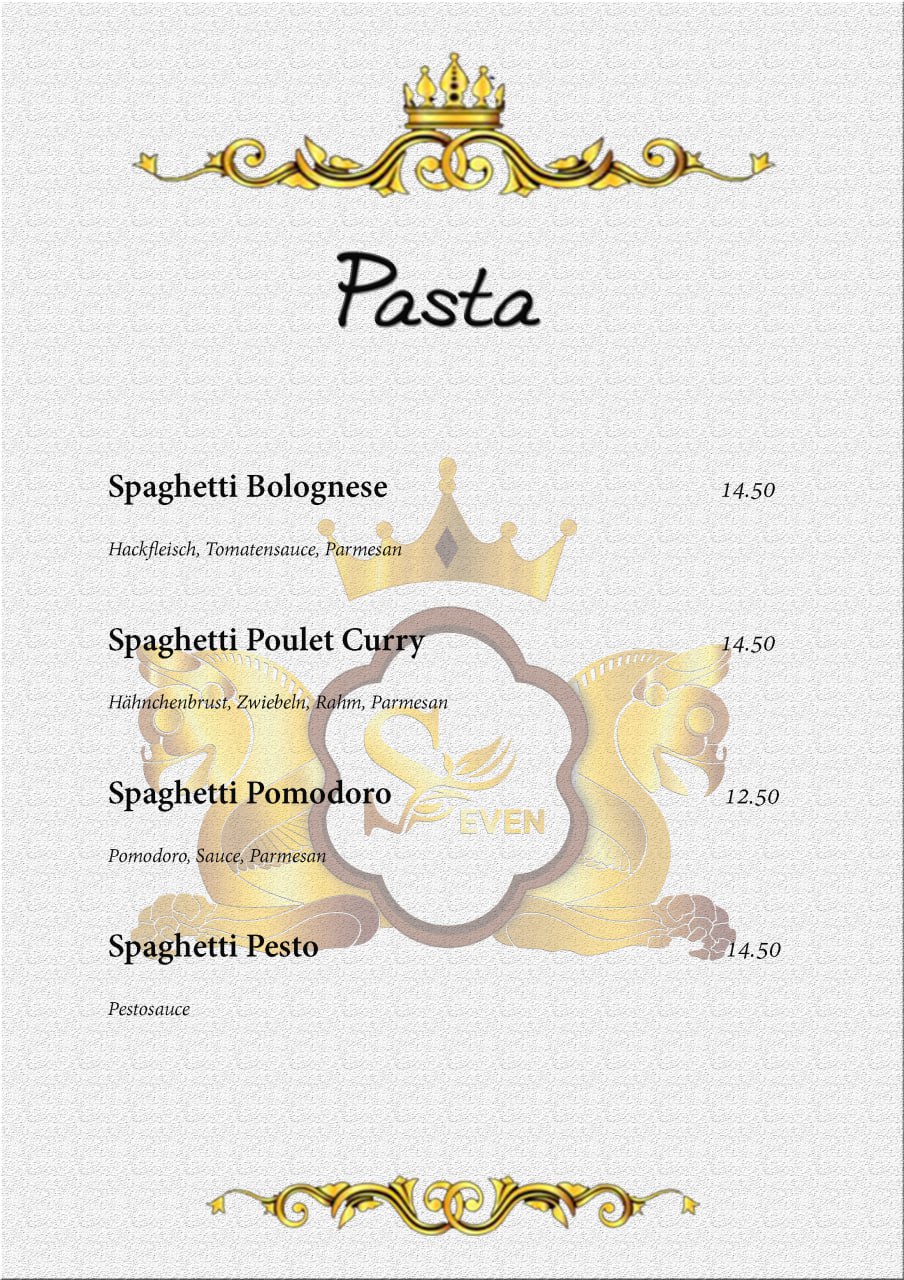 Pasta
Spaghetti Bolognese 14.50
Hackfleisch, Tomatensauce, Parmesan
Spaghetti Poulet Curry 14.50
Hähnchenbrust, Zwiebeln, Rahm, Parmesan
Spaghetti Pomodoro 12.50
Pomodoro, Sauce, Parmesan
SEVEN
Spaghetti Pesto 14.50
Pestosauce